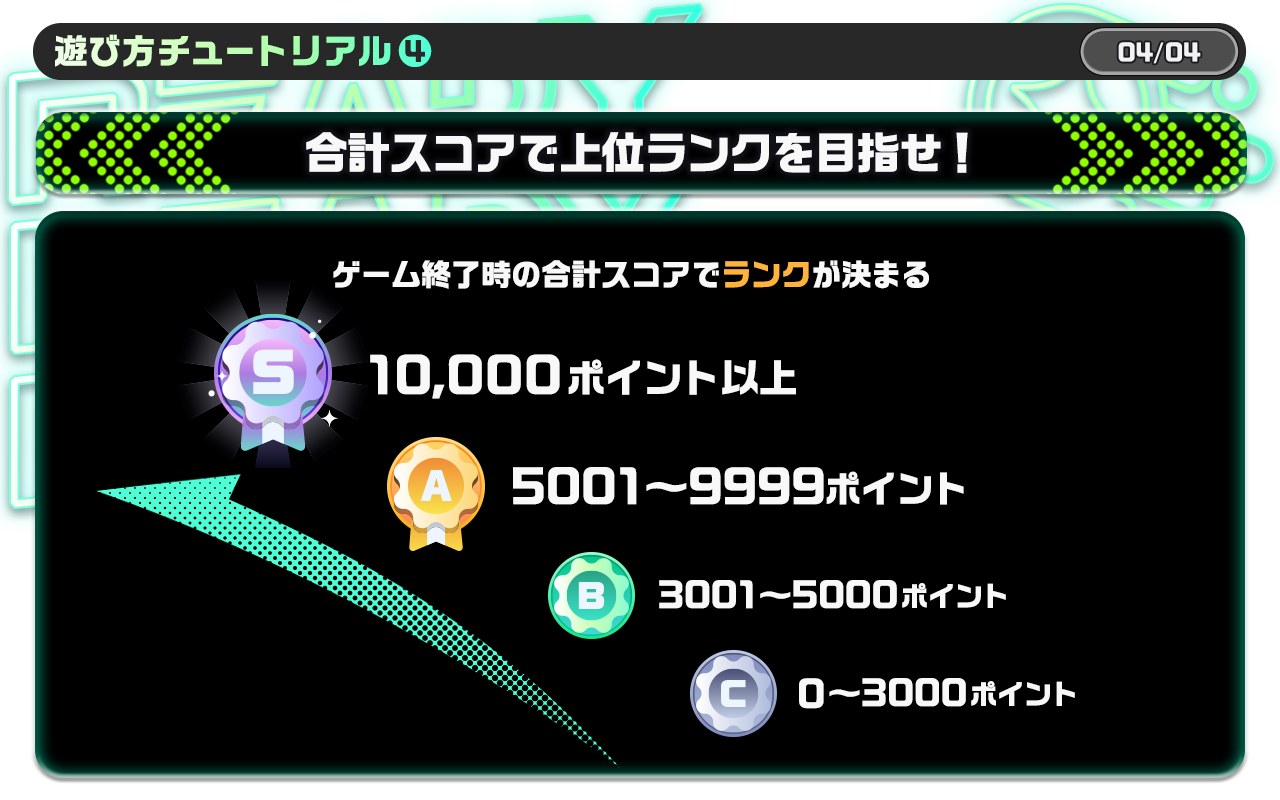 遊び方チュートリアル④
04/04
合計スコアで上位ランクを目指せ！
ゲーム終了時の合計スコアでランクが決まる
S
10,000ポイント以上
A
5001〜9999ポイント
B
3001〜5000ポイント
C
0〜3000ポイント